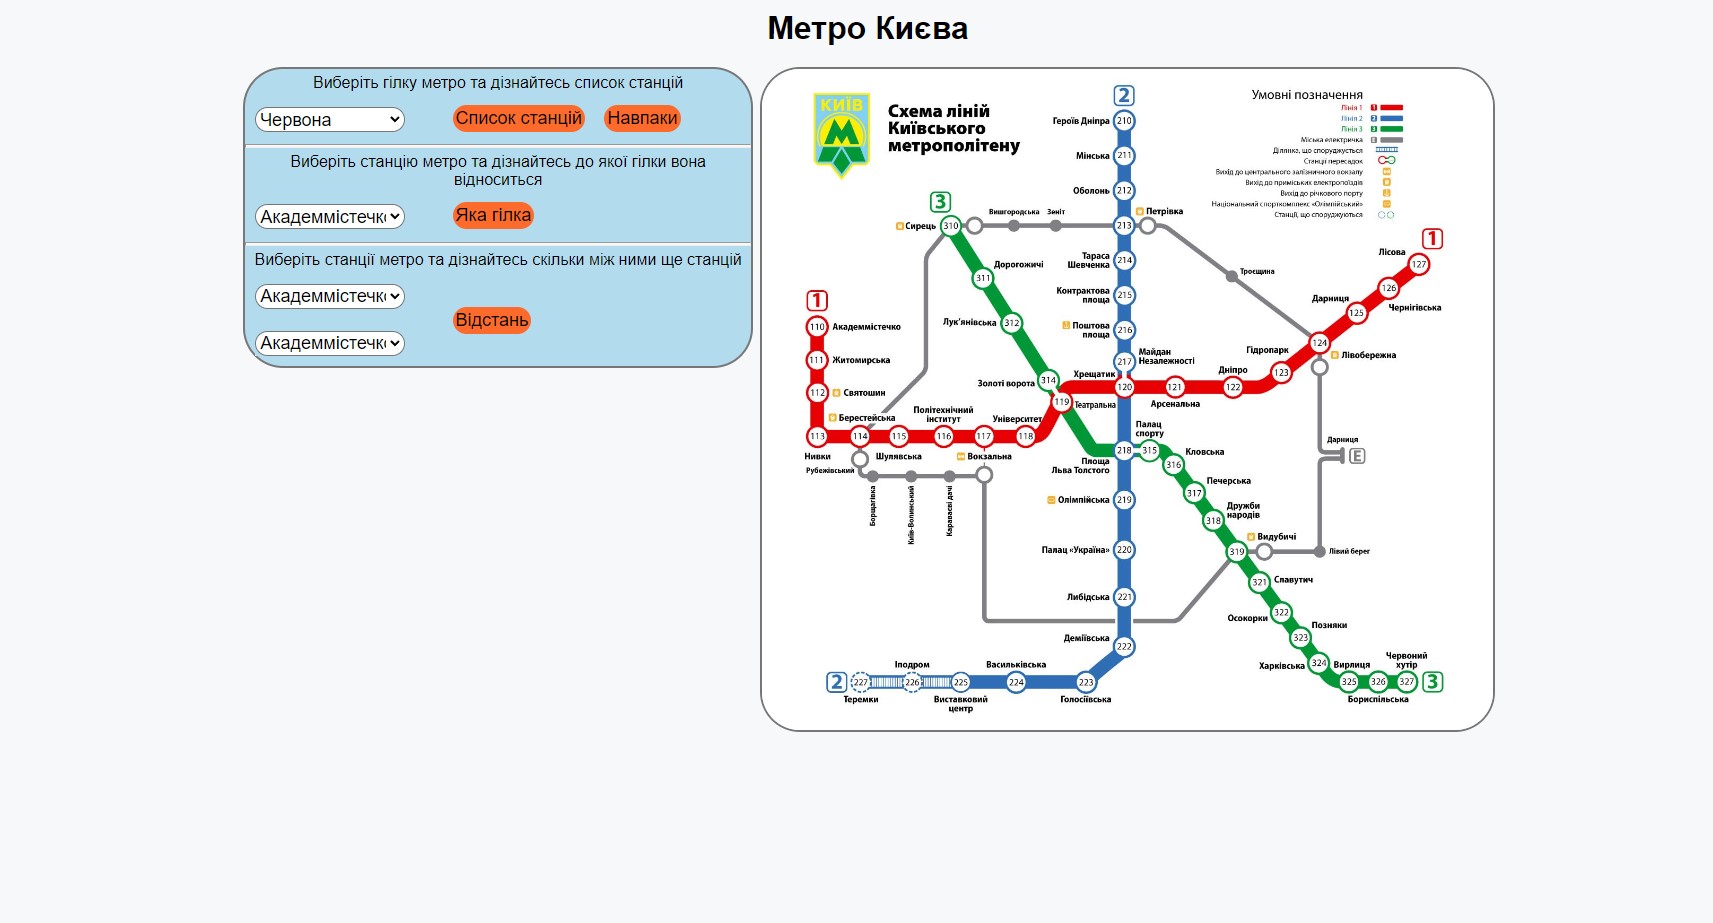 Метро Києва
Виберіть гілку метро та дізнайтесь список станцій
Червона
Список станцій
Навпаки
Виберіть станцію метро та дізнайтесь до якої гілки вона
відноситься
Академмістечк
Яка гілка
Виберіть станції метро та дізнайтесь скільки між ними ще станцій
Академмістечк
Відстань
Академмістечк
КИЇВ
Схема ліній
Київського
метрополітену
Умовні позначення
Лінія 1
1
Лінія 2
2
Лінія 3
3
Міська електричка
E
Ділянка, що споруджується
Станції пересадок
Вихід до центрального залізничного вокзалу
Вихід до приміських електропоїздів
Вихід до річкового порту
Національний спорткомплекс «Олімпійський»
Станції, що споруджуються
2
Героїв Дніпра
210
Мінська
211
Оболонь
212
Петрівка
213
Тараса
Шевченка
214
Контрактова
площа
215
Поштова
площа
216
217
Майдан
Незалежності
3
Сирець
310
Вишгородська
Зеніт
311
Дорогожичі
Лук’янівська
312
Золоті ворота
314
Троєщина
1
Лісова
127
126
Чернігівська
Дарниця
125
124
Лівобережна
Гідропарк
123
Дніпро
122
121
Арсенальна
Хрещатик
120
119
Театральна
1
110
Академмістечко
111
Житомирська
112
Святошин
113
Нивки
Берестейська
114
115
Шулявська
Політехнічний
інститут
116
117
Вокзальна
Університет
118
Рубежівський
Борщагівка
Київ-Волинський
Караваєві дачі
Дарниця
E
218
Площа
Льва Толстого
Палац
спорту
315
Кловська
316
Печерська
317
Дружби
народів
318
Видубичі
319
Лівий берег
Олімпійська
219
Палац «Україна»
220
Либідська
221
Деміївська
222
321
Славутич
Осокорки
322
Позняки
323
Харківська
324
Вирлиця
325
326
Бориспільська
Червоний
хутір
327
3
2
227
Теремки
Іподром
226
225
Виставковий
центр
Васильківська
224
223
Голосіївська